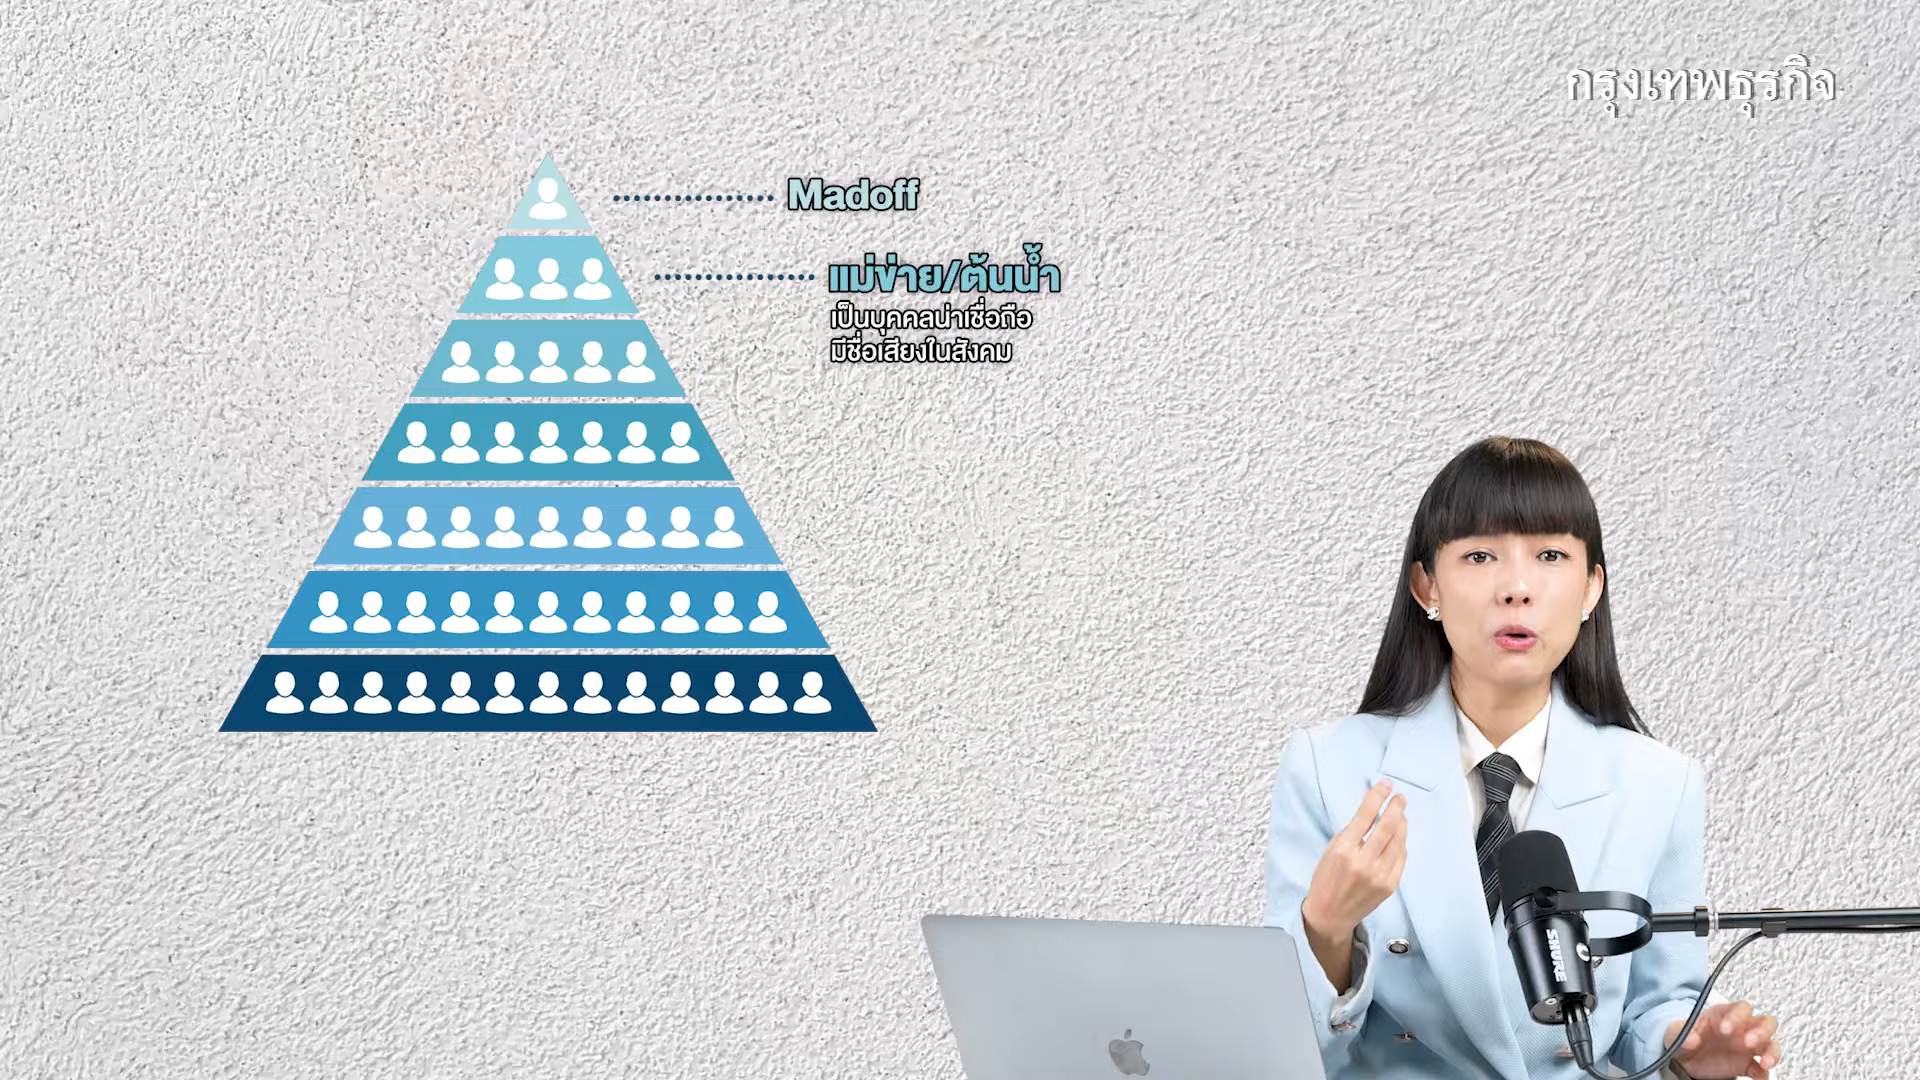 กรุงเทพธุรกิจ
Madoff
แม่ข่าย/ต้นน้ำ
เป็นบุคคลน่าเชื่อถือ
มีชื่อเสียงในสังคม
SHURE